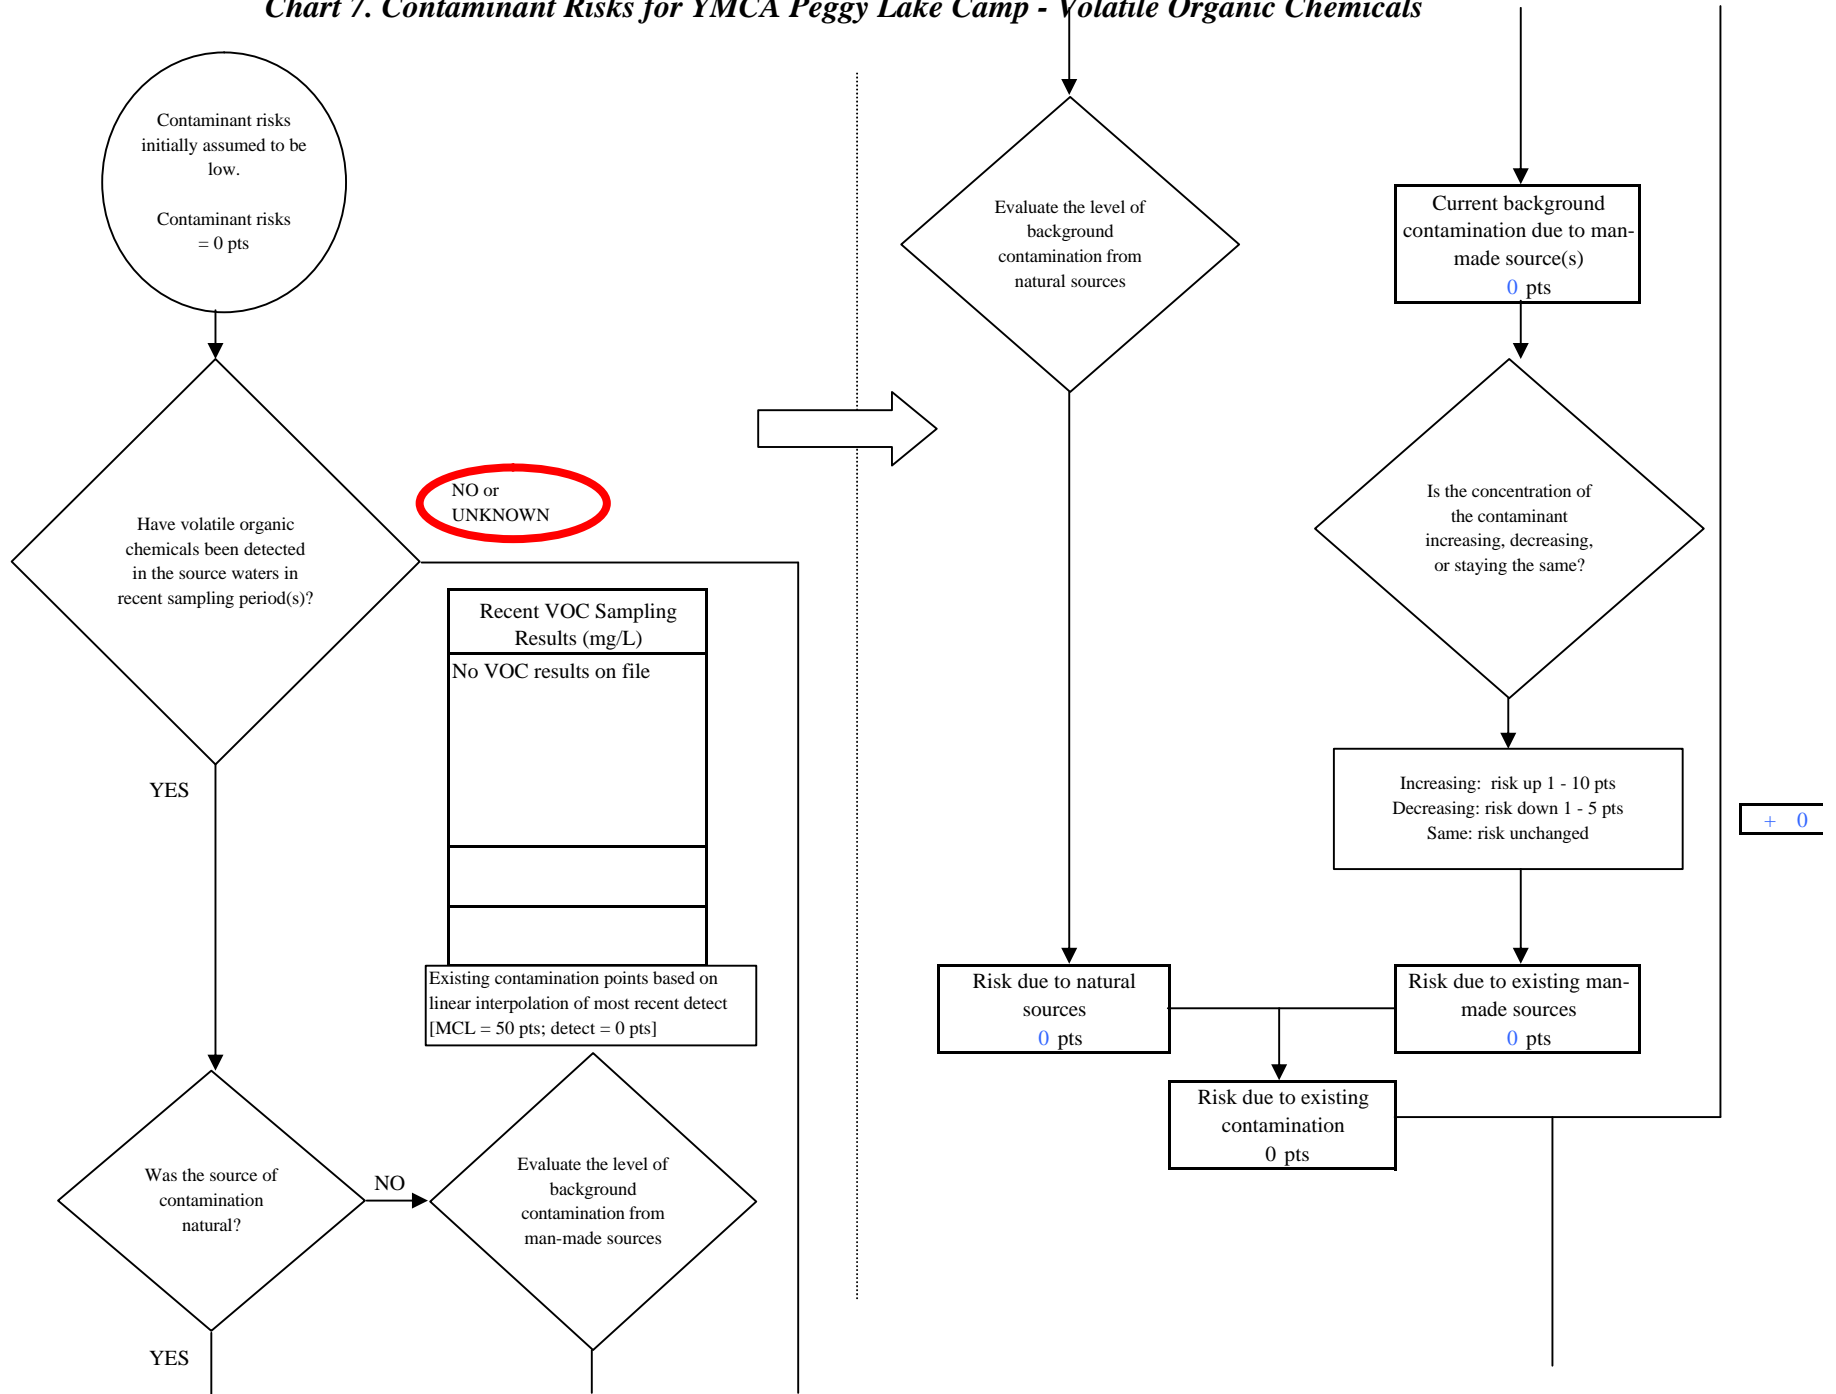 Chart 7. Contaminant Risks for YMCA Peggy Lake Camp - Volatile Organic Chemicals
Contaminant risks
initially assumed to be
low.
Contaminant risks
= 0 pts
Have volatile organic
chemicals been detected
in the source waters in
recent sampling period(s)?
NO or
UNKNOWN
Recent VOC Sampling
Results (mg/L)
No VOC results on file
Existing contamination points based on
linear interpolation of most recent detect
[MCL = 50 pts; detect = 0 pts]
YES
Was the source of
contamination
natural?
NO
Evaluate the level of
background
contamination from
man-made sources
YES
Evaluate the level of
background
contamination from
natural sources
Current background
contamination due to man-
made source(s)
0 pts
Is the concentration of
the contaminant
increasing, decreasing,
or staying the same?
Increasing: risk up 1 - 10 pts
Decreasing: risk down 1 - 5 pts
Same: risk unchanged
+ 0
Risk due to natural
sources
0 pts
Risk due to existing man-
made sources
0 pts
Risk due to existing
contamination
0 pts